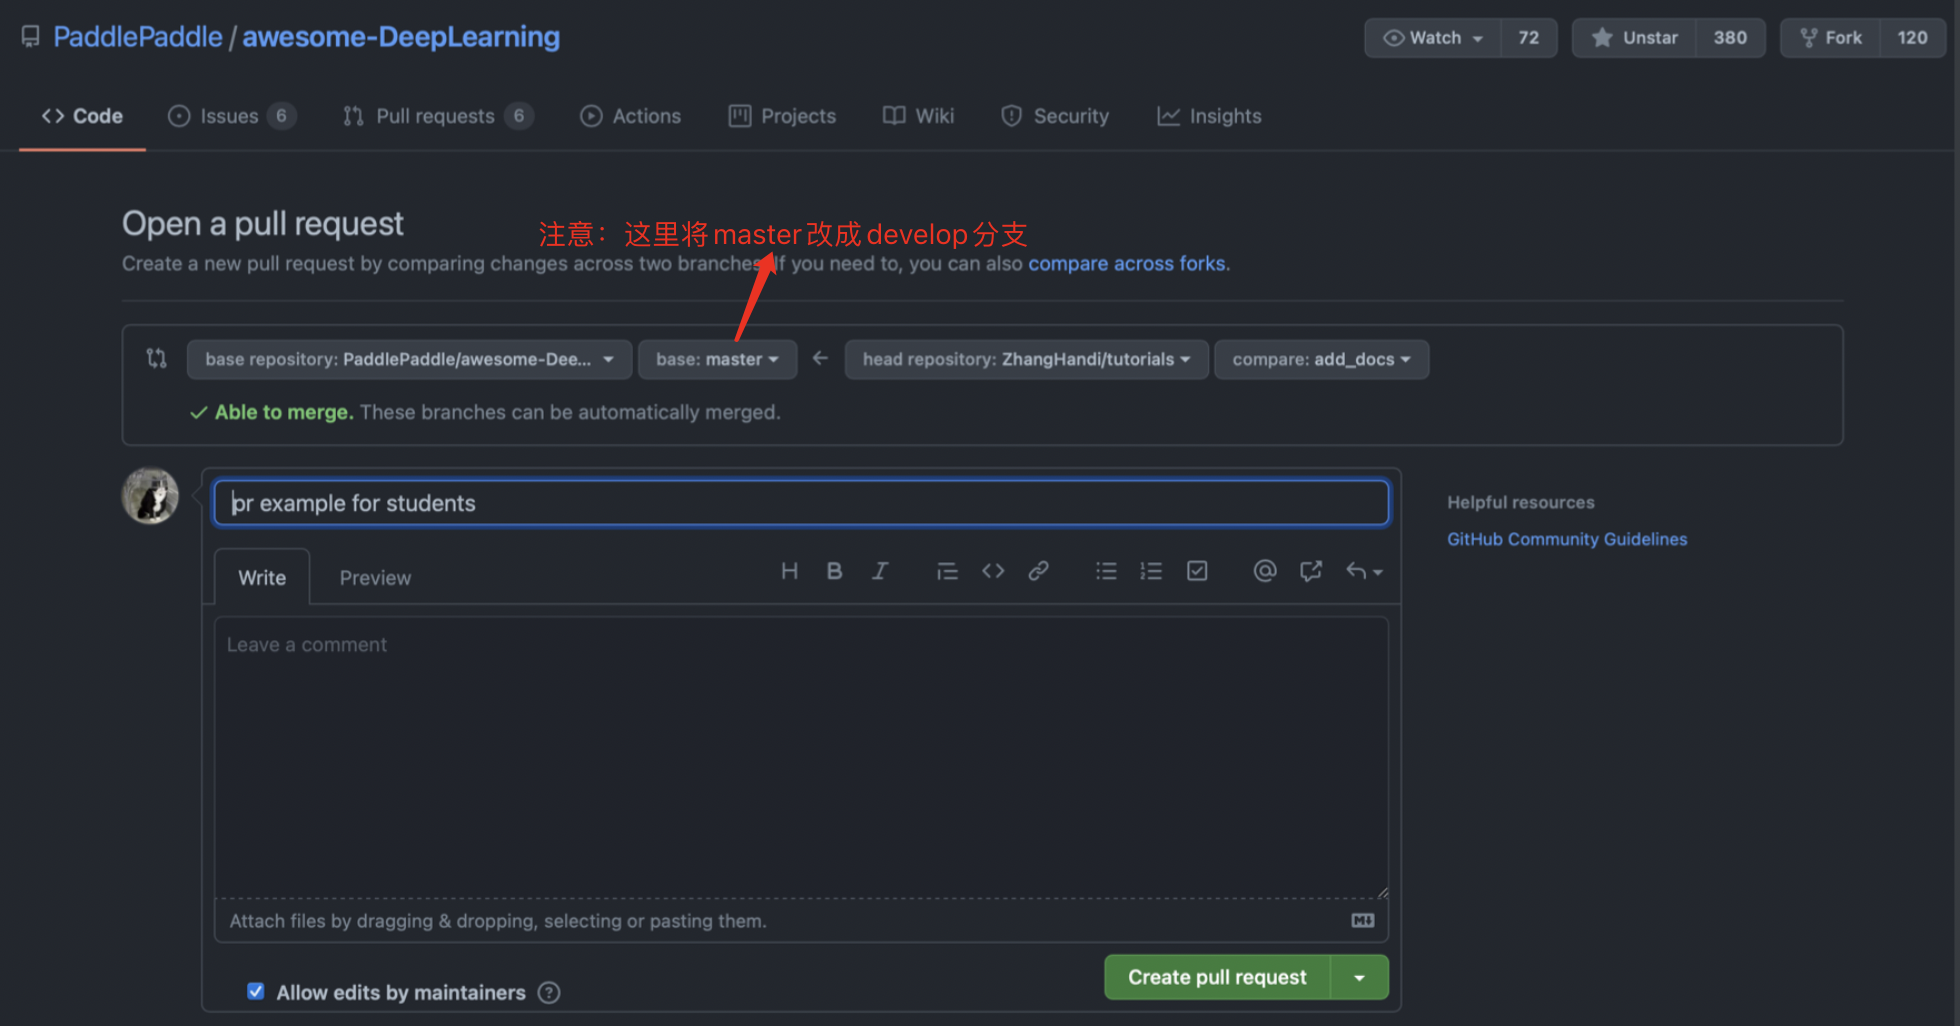 PaddlePaddle / awesome-DeepLearning
Watch 72
Unstar 380
Fork 120
Code
Issues 6
Pull requests 6
Actions
Projects
Wiki
Security
Insights
Open a pull request
注意：这里将master改成develop分支
Create a new pull request by comparing changes across two branches. If you need to, you can also compare across forks.
base repository: PaddlePaddle/awesome-Dee...
base: master
head repository: ZhangHandi/tutorials
compare: add_docs
Able to merge. These branches can be automatically merged.
pr example for students
Helpful resources
GitHub Community Guidelines
Write
Preview
Leave a comment
Attach files by dragging & dropping, selecting or pasting them.
Allow edits by maintainers
Create pull request